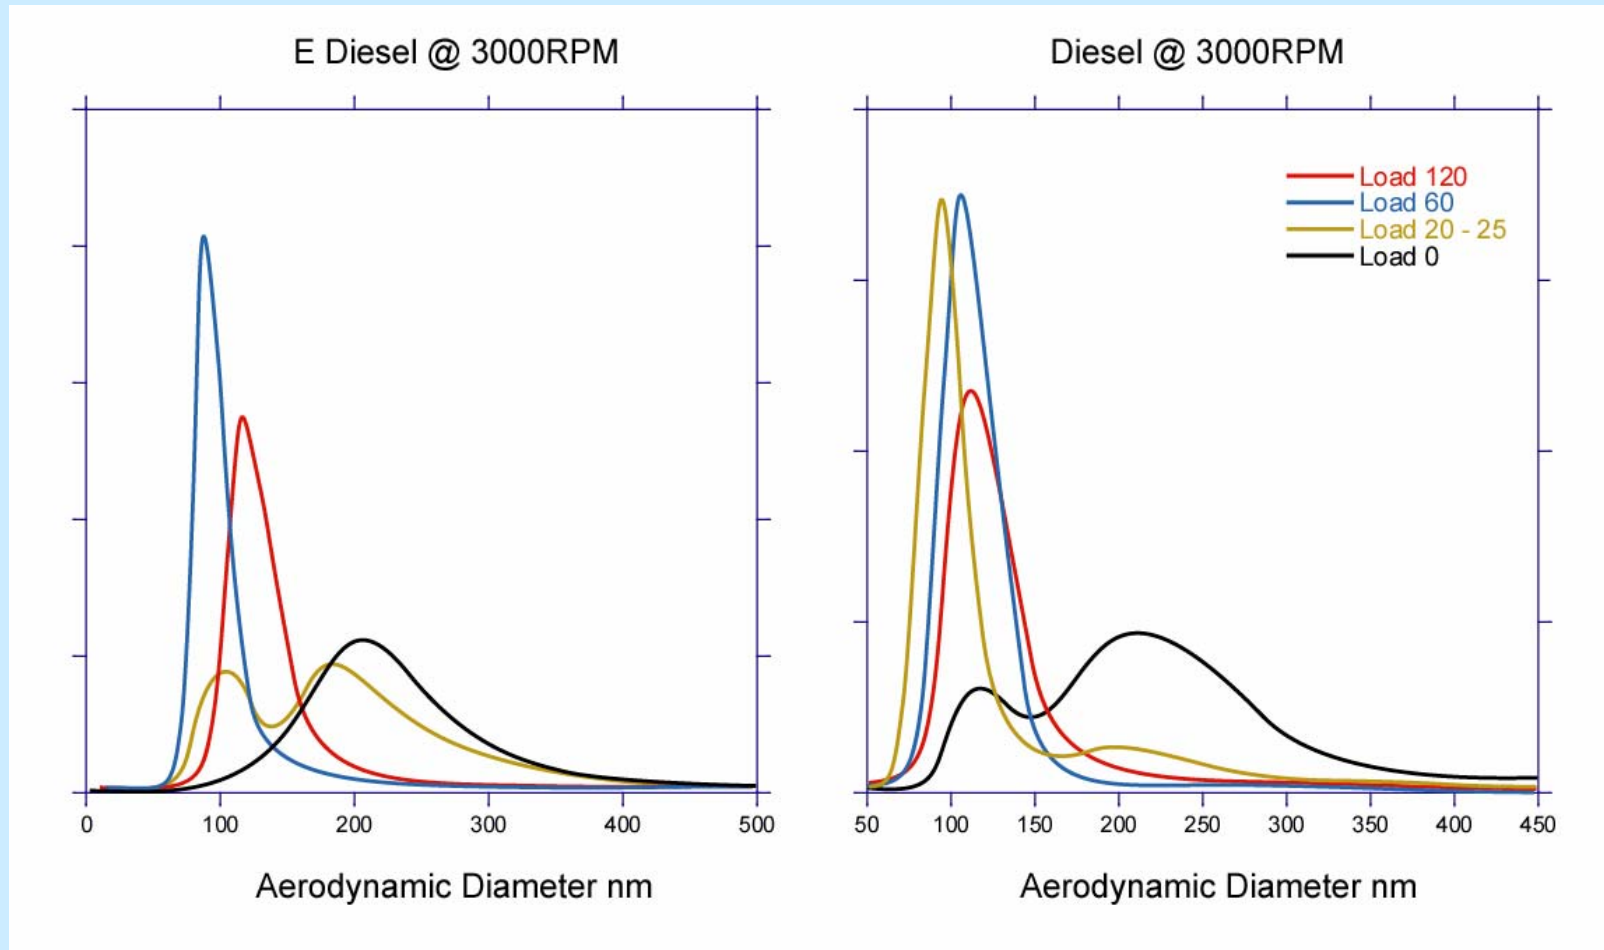 E Diesel @ 3000RPM
0 100 200 300 400 500
Aerodynamic Diameter nm
Diesel @ 3000RPM
Load 120
Load 60
Load 20 - 25
Load 0
50 100 150 200 250 300 350 400 450
Aerodynamic Diameter nm